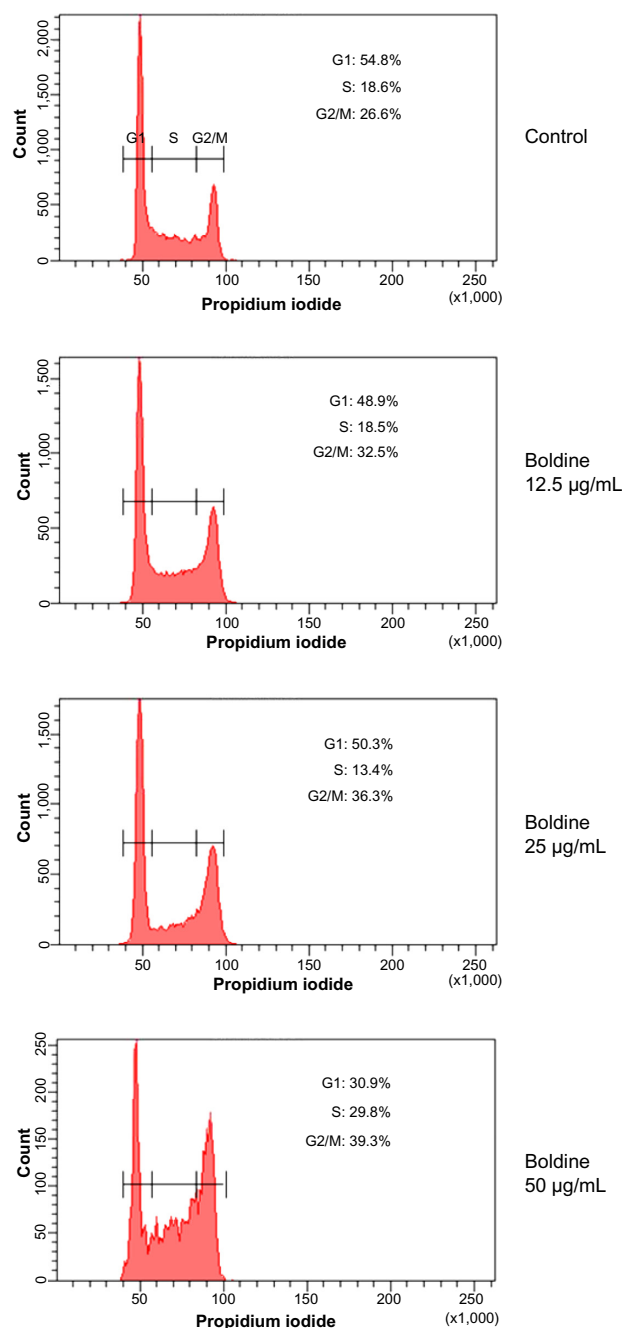 G1: 54.8%
S: 18.6%
G2/M: 26.6%
G1 S G2/M
Control
Count
2,000
1,500
1,000
500
0
50 100 150 200 250
Propidium iodide (x1,000)
G1: 48.9%
S: 18.5%
G2/M: 32.5%
Boldine
12.5 µg/mL
Count
1,500
1,000
500
0
50 100 150 200 250
Propidium iodide (x1,000)
G1: 50.3%
S: 13.4%
G2/M: 36.3%
Boldine
25 µg/mL
Count
1,500
1,000
500
0
50 100 150 200 250
Propidium iodide (x1,000)
G1: 30.9%
S: 29.8%
G2/M: 39.3%
Boldine
50 µg/mL
Count
250
200
150
100
50
0
50 100 150 200 250
Propidium iodide (x1,000)